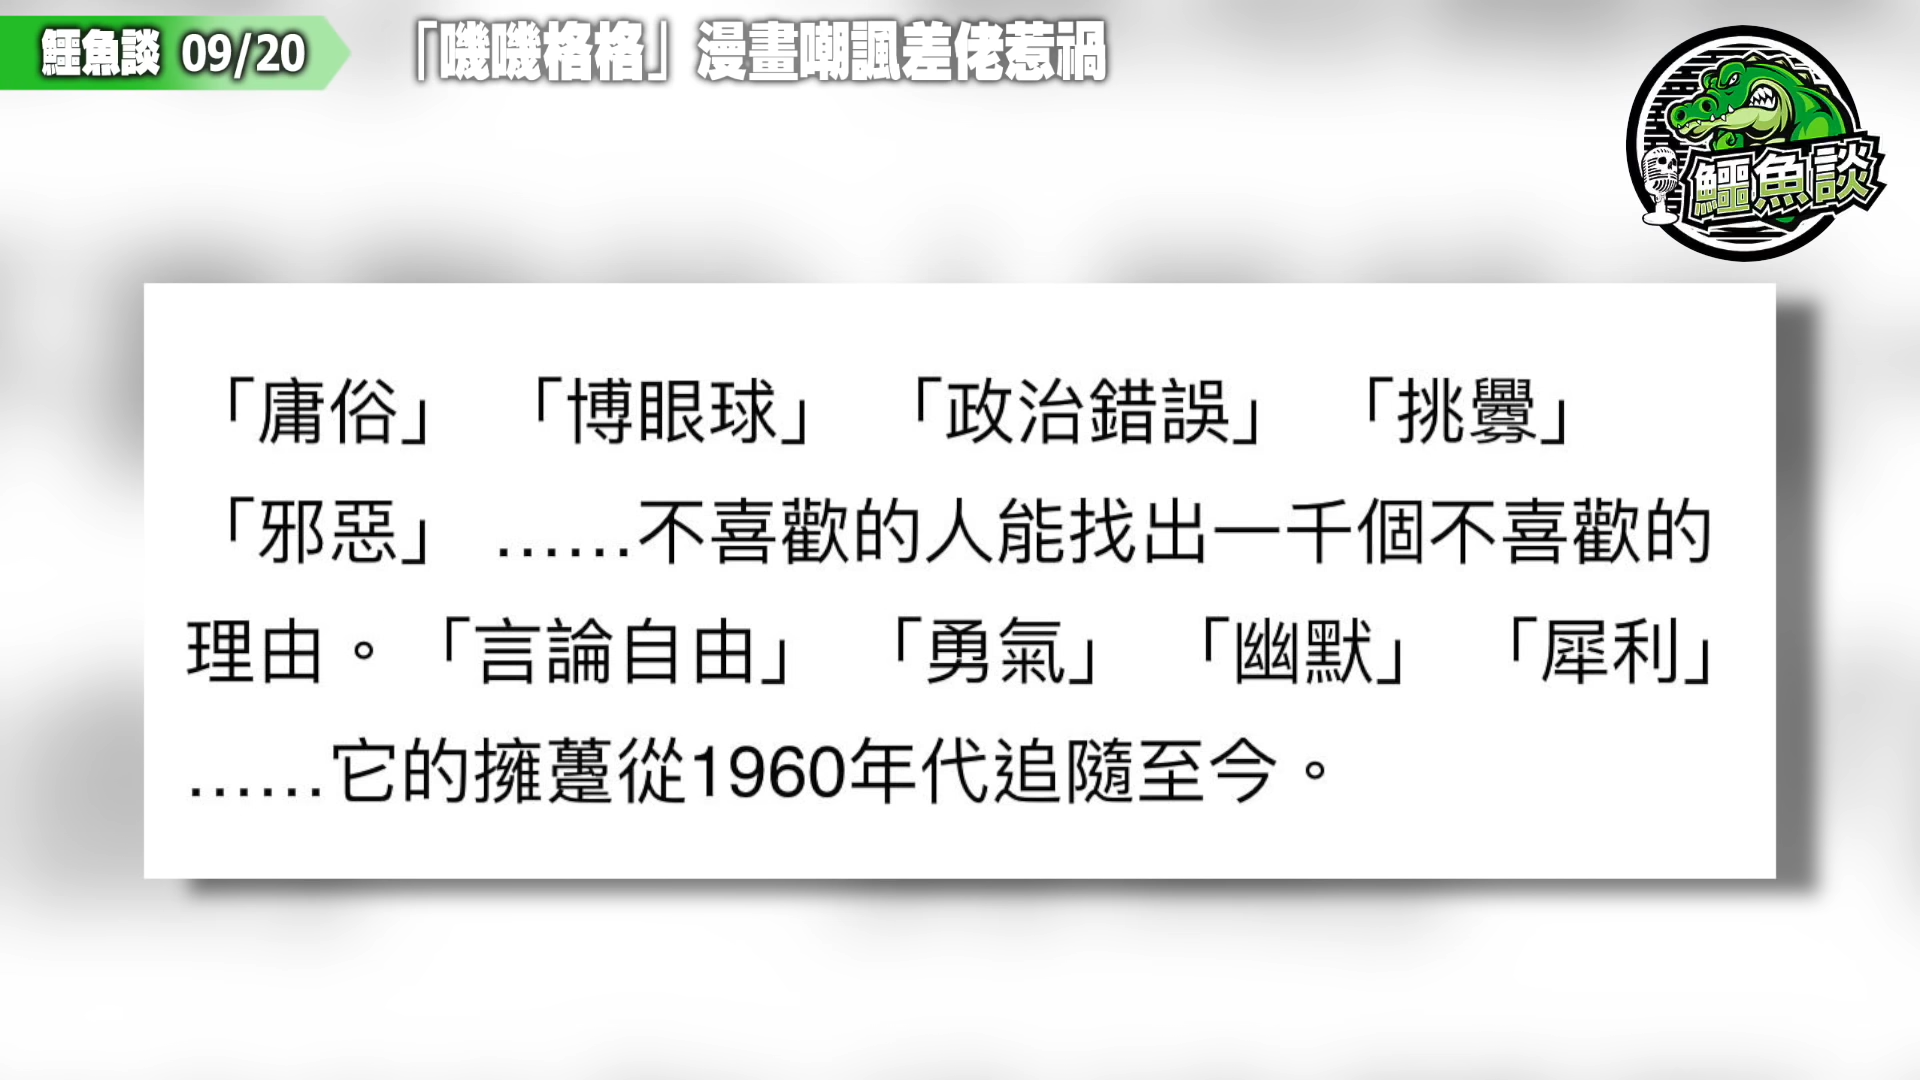 鱷魚談 09/20
「嘰嘰格格」漫畫嘲諷差佬惹禍
鱷魚談
「庸俗」 「博眼球」 「政治錯誤」 「挑釁」
「邪惡」 ……不喜歡的人能找出一千個不喜歡的
理由。「言論自由」 「勇氣」 「幽默」 「犀利」
……它的擁躉從1960年代追隨至今。